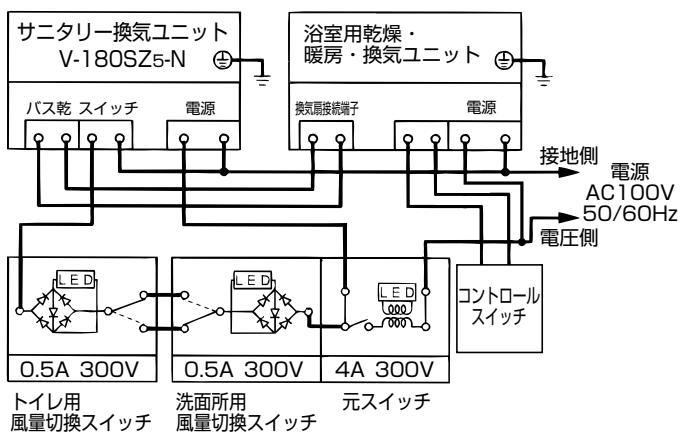 サニタリー換気ユニット
V-180SZ5-N
浴室用乾燥・
暖房・換気ユニット
バス乾 スイッチ 電源
換気扇接続端子 電源
接地側
電源
AC100V
50/60Hz
電圧側
LED
LED
LED
コントロール
スイッチ
0.5A 300V
0.5A 300V
4A 300V
トイレ用
風量切換スイッチ
洗面所用
風量切換スイッチ
元スイッチ